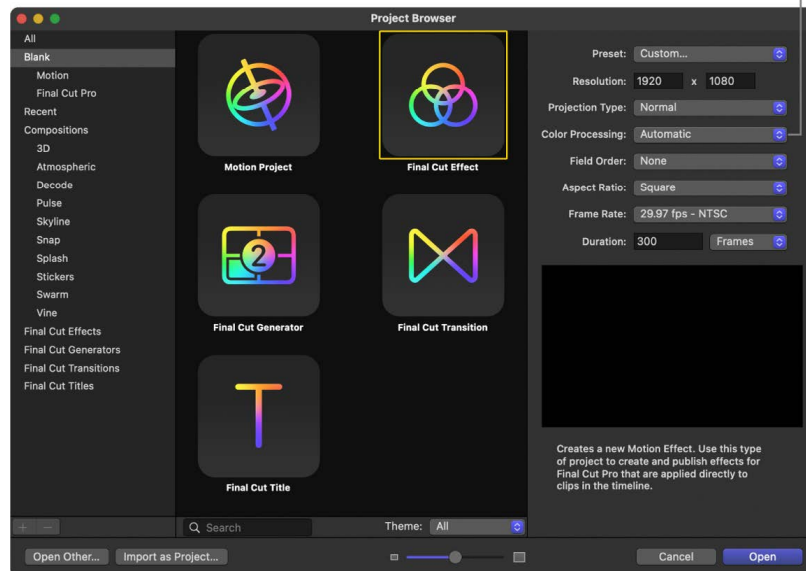 Project Browser
All
Blank
Motion
Final Cut Pro
Recent
Compositions
3D
Atmospheric
Decode
Pulse
Skyline
Snap
Splash
Stickers
Swarm
Vine
Final Cut Effects
Final Cut Generators
Final Cut Transitions
Final Cut Titles
Motion Project
Final Cut Effect
2
Final Cut Generator
Final Cut Transition
T
Final Cut Title
Search
Theme: All
Preset: Custom...
Resolution: 1920 x 1080
Projection Type: Normal
Color Processing: Automatic
Field Order: None
Aspect Ratio: Square
Frame Rate: 29.97 fps - NTSC
Duration: 300 Frames
Creates a new Motion Effect. Use this type
of project to create and publish effects for
Final Cut Pro that are applied directly to
clips in the timeline.
Open Other...
Import as Project...
Cancel
Open